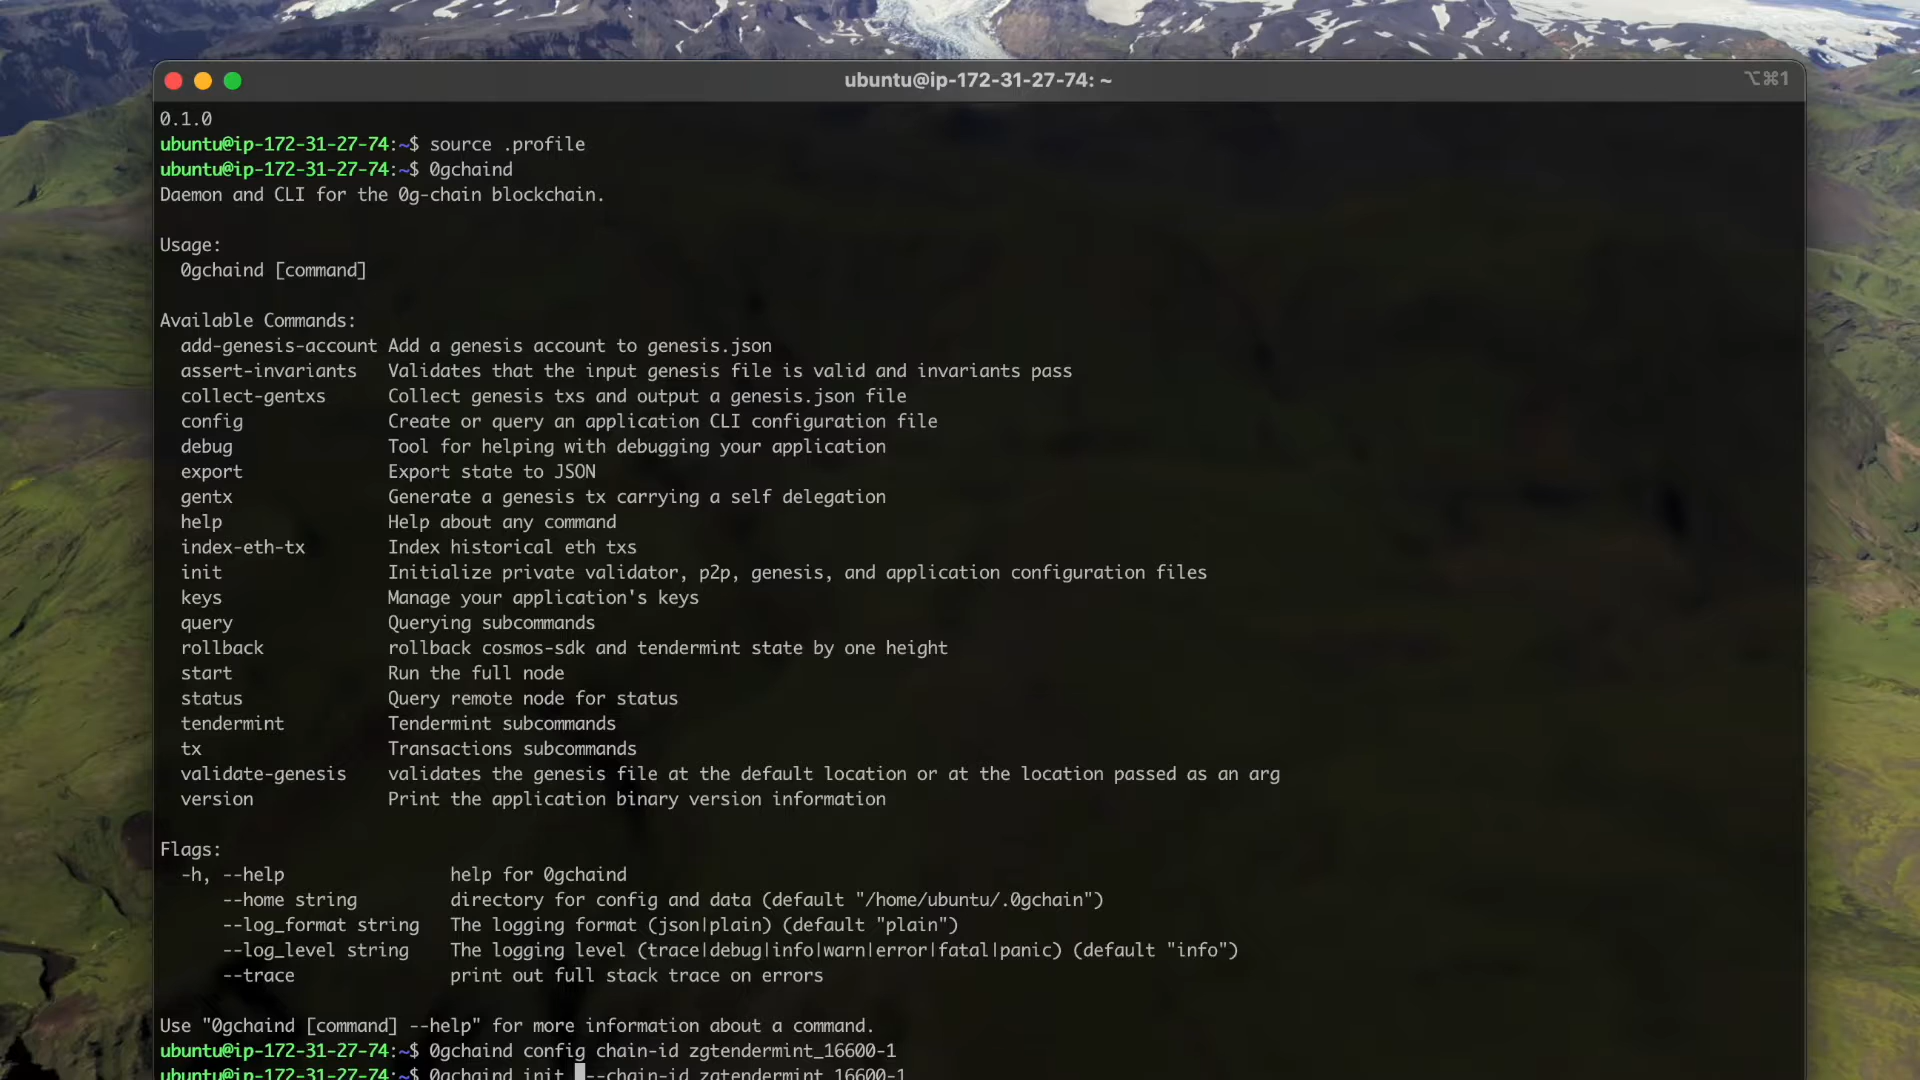 ubuntu@ip-172-31-27-74: ~
⌥⌘1
0.1.0
ubuntu@ip-172-31-27-74:~$ source .profile
ubuntu@ip-172-31-27-74:~$ 0gchaind
Daemon and CLI for the 0g-chain blockchain.
Usage:
  0gchaind [command]
Available Commands:
  add-genesis-account Add a genesis account to genesis.json
  assert-invariants   Validates that the input genesis file is valid and invariants pass
  collect-gentxs      Collect genesis txs and output a genesis.json file
  config              Create or query an application CLI configuration file
  debug               Tool for helping with debugging your application
  export              Export state to JSON
  gentx               Generate a genesis tx carrying a self delegation
  help                Help about any command
  index-eth-tx        Index historical eth txs
  init                Initialize private validator, p2p, genesis, and application configuration files
  keys                Manage your application's keys
  query               Querying subcommands
  rollback            rollback cosmos-sdk and tendermint state by one height
  start               Run the full node
  status              Query remote node for status
  tendermint          Tendermint subcommands
  tx                  Transactions subcommands
  validate-genesis    validates the genesis file at the default location or at the location passed as an arg
  version             Print the application binary version information
Flags:
  -h, --help                help for 0gchaind
      --home string         directory for config and data (default "/home/ubuntu/.0gchain")
      --log_format string   The logging format (json|plain) (default "plain")
      --log_level string    The logging level (trace|debug|info|warn|error|fatal|panic) (default "info")
      --trace               print out full stack trace on errors
Use "0gchaind [command] --help" for more information about a command.
ubuntu@ip-172-31-27-74:~$ 0gchaind config chain-id zgtendermint_16600-1
ubuntu@ip-172-31-27-74:~$ 0gchaind init --chain-id zgtendermint_16600-1